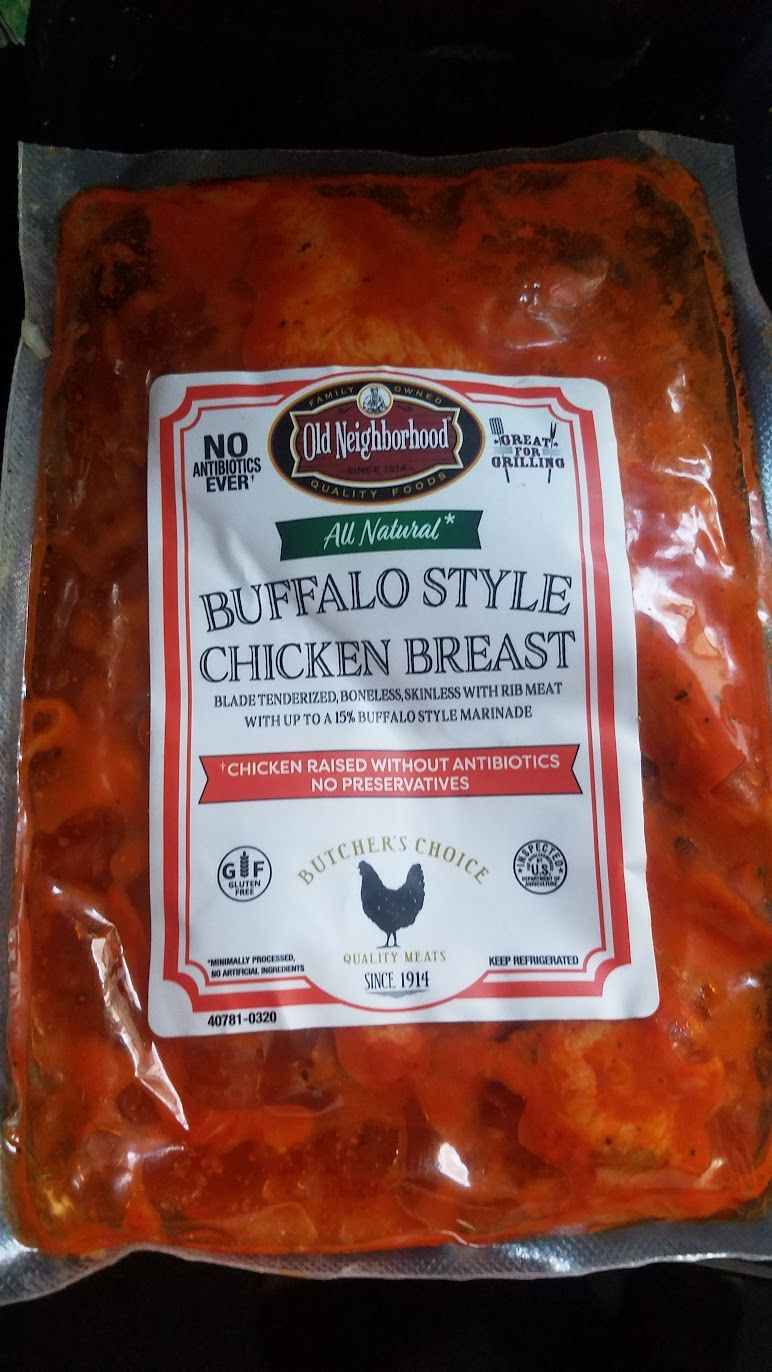 FAMILY OWNED
Old Neighborhood
SINCE 1914
QUALITY FOODS
NO
ANTIBIOTICS
EVER†
GREAT
FOR
GRILLING
All Natural*
BUFFALO STYLE
CHICKEN BREAST
BLADE TENDERIZED, BONELESS, SKINLESS WITH RIB MEAT
WITH UP TO A 15% BUFFALO STYLE MARINADE
†CHICKEN RAISED WITHOUT ANTIBIOTICS
NO PRESERVATIVES
GF
GLUTEN
FREE
BUTCHER'S CHOICE
QUALITY MEATS
SINCE 1914
INSPECTED
U.S.
DEPARTMENT OF
AGRICULTURE
*MINIMALLY PROCESSED,
NO ARTIFICIAL INGREDIENTS
KEEP REFRIGERATED
40781-0320